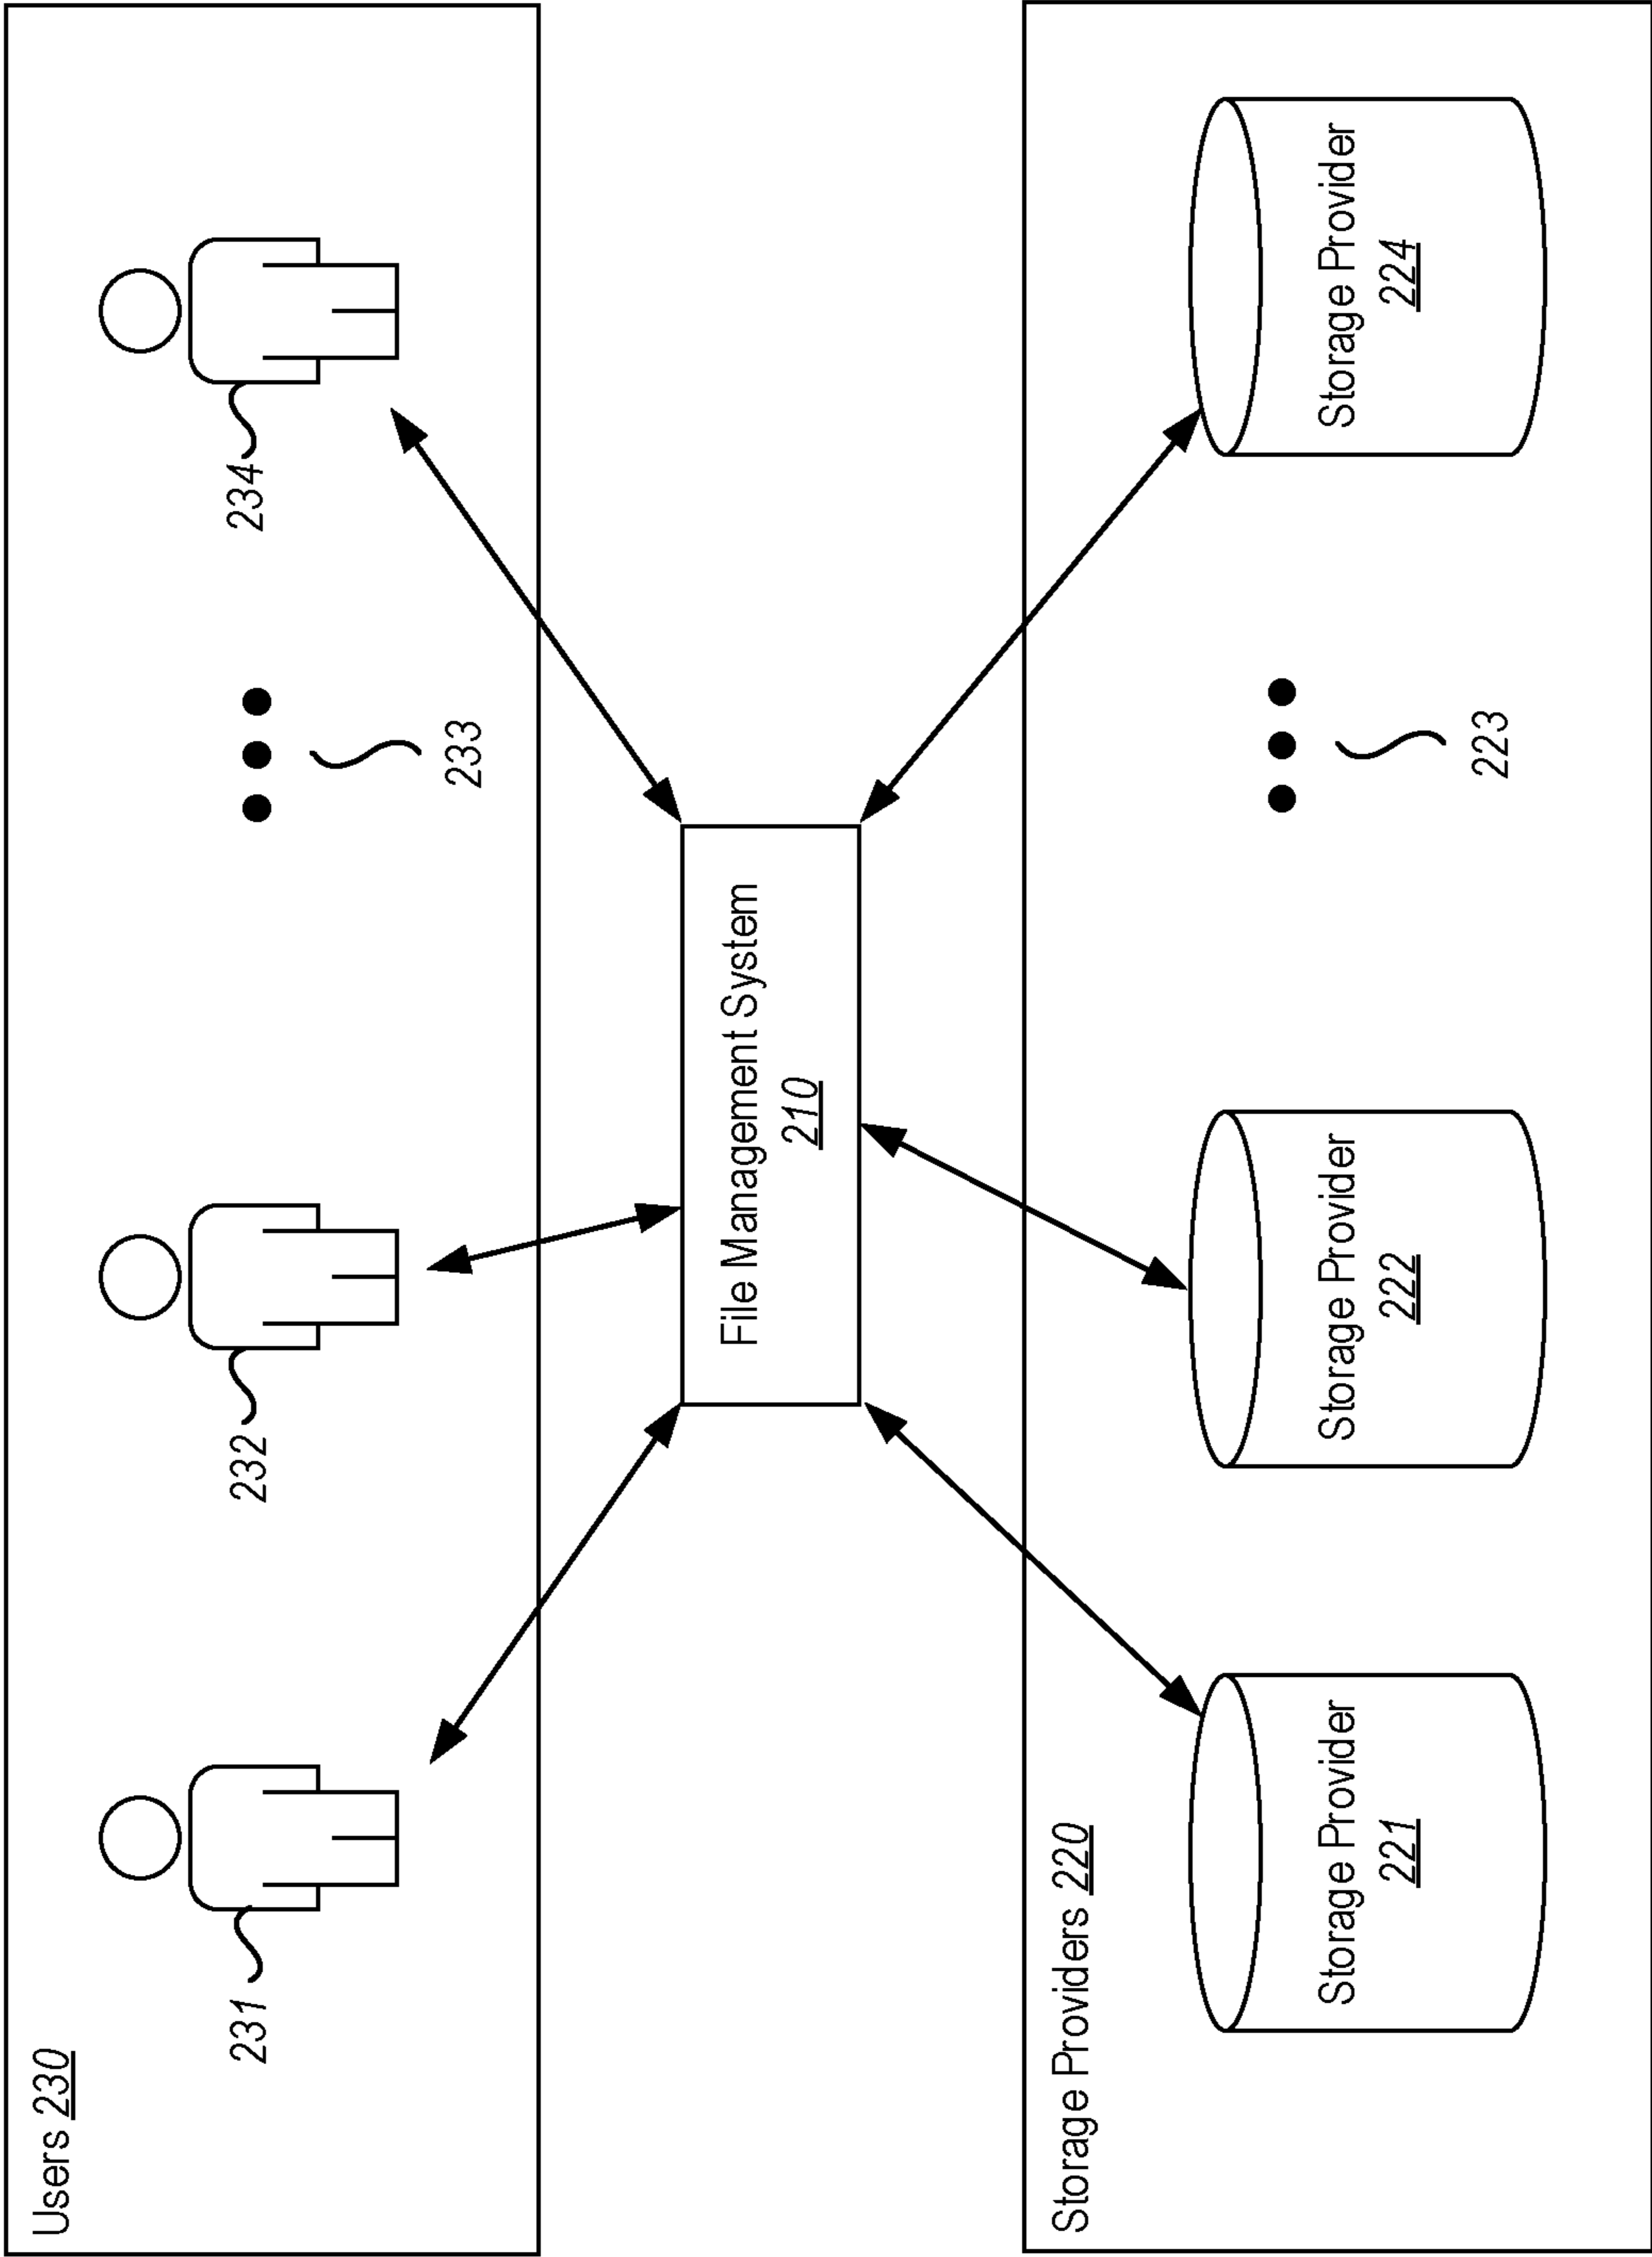 Users 230
231
232
233
234
File Management System
210
Storage Providers 220
Storage Provider
221
Storage Provider
222
223
Storage Provider
224